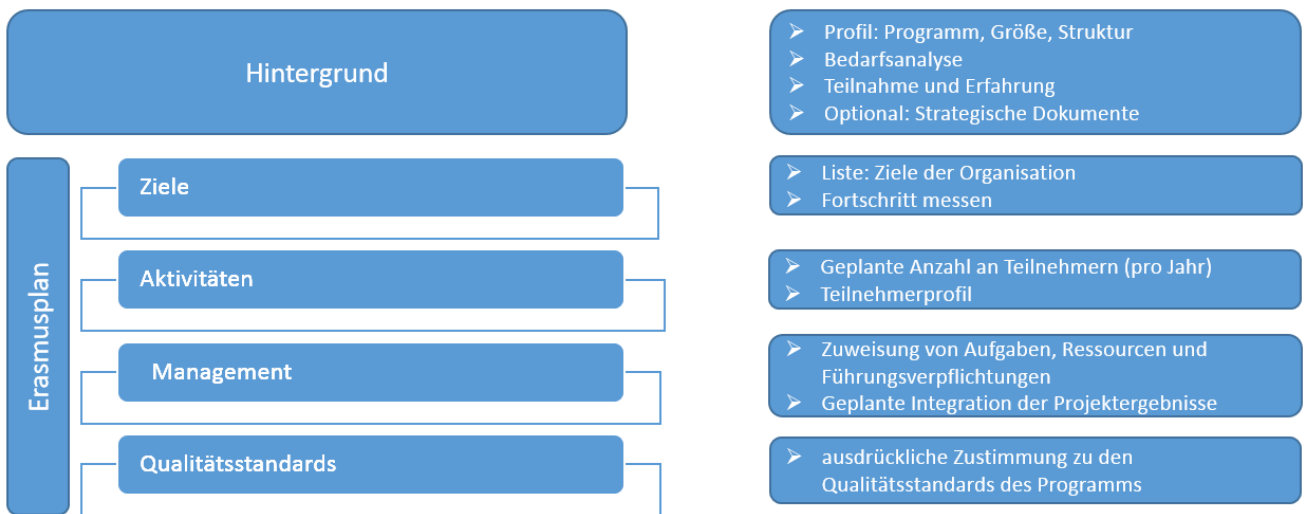 Hintergrund
Profil: Programm, Größe, Struktur
Bedarfsanalyse
Teilnahme und Erfahrung
Optional: Strategische Dokumente
Erasmusplan
Ziele
Liste: Ziele der Organisation
Fortschritt messen
Aktivitäten
Geplante Anzahl an Teilnehmern (pro Jahr)
Teilnehmerprofil
Management
Zuweisung von Aufgaben, Ressourcen und
Führungsverpflichtungen
Geplante Integration der Projektergebnisse
Qualitätsstandards
ausdrückliche Zustimmung zu den
Qualitätsstandards des Programms